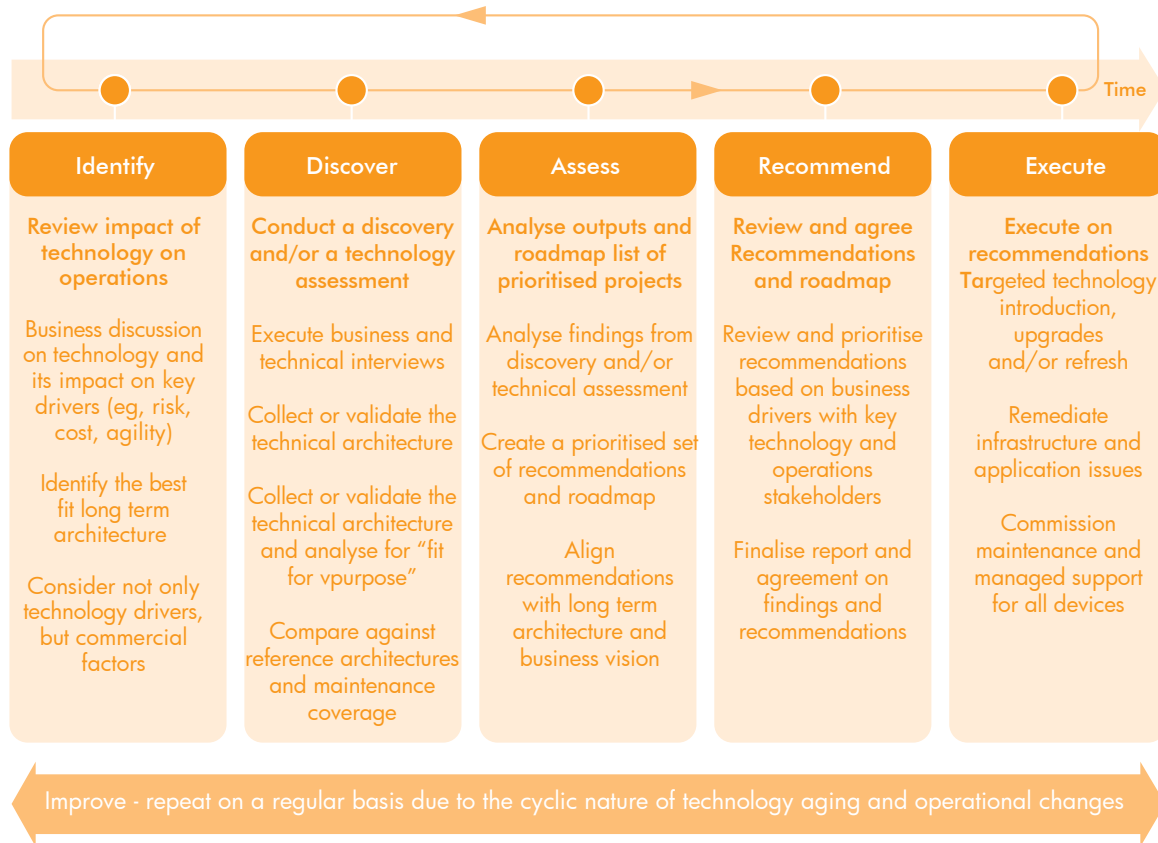 Time
Identify
Review impact of
technology on
operations
Business discussion
on technology and
its impact on key
drivers (eg, risk,
cost, agility)
Identify the best
fit long term
architecture
Consider not only
technology drivers,
but commercial
factors
Discover
Conduct a discovery
and/or a technology
assessment
Execute business and
technical interviews
Collect or validate the
technical architecture
Collect or validate the
technical architecture
and analyse for “fit
for vpurpose”
Compare against
reference architectures
and maintenance
coverage
Assess
Analyse outputs and
roadmap list of
prioritised projects
Analyse findings from
discovery and/or
technical assessment
Create a prioritised set
of recommendations
and roadmap
Align
recommendations
with long term
architecture and
business vision
Recommend
Review and agree
Recommendations
and roadmap
Review and prioritise
recommendations
based on business
drivers with key
technology and
operations
stakeholders
Finalise report and
agreement on
findings and
recommendations
Execute
Execute on
recommendations
Targeted technology
introduction,
upgrades
and/or refresh
Remediate
infrastructure and
application issues
Commission
maintenance and
managed support
for all devices
Improve - repeat on a regular basis due to the cyclic nature of technology aging and operational changes